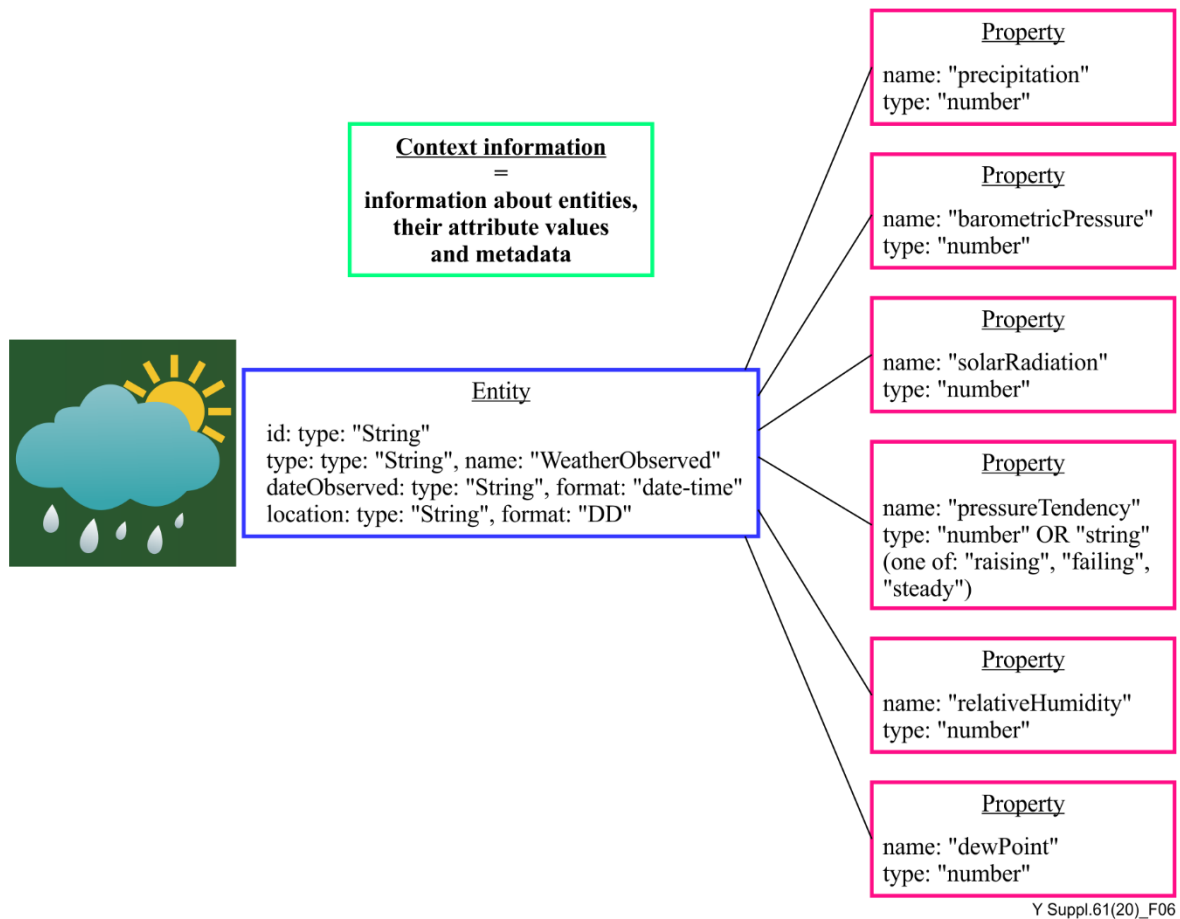 Context information
=
information about entities,
their attribute values
and metadata
Entity
id: type: "String"
type: type: "String", name: "WeatherObserved"
dateObserved: type: "String", format: "date-time"
location: type: "String", format: "DD"
Property
name: "precipitation"
type: "number"
Property
name: "barometricPressure"
type: "number"
Property
name: "solarRadiation"
type: "number"
Property
name: "pressureTendency"
type: "number" OR "string"
(one of: "raising", "failing",
"steady")
Property
name: "relativeHumidity"
type: "number"
Property
name: "dewPoint"
type: "number"
Y Suppl.61(20)_F06